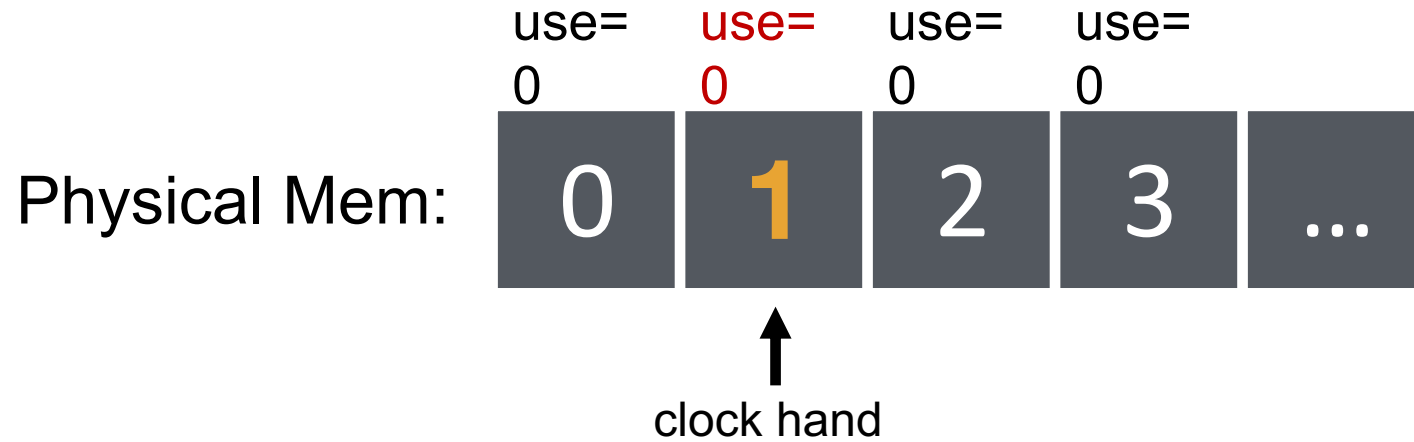 use= use= use= use=
0 0 0 0
Physical Mem: 0 1 2 3 ...
clock hand